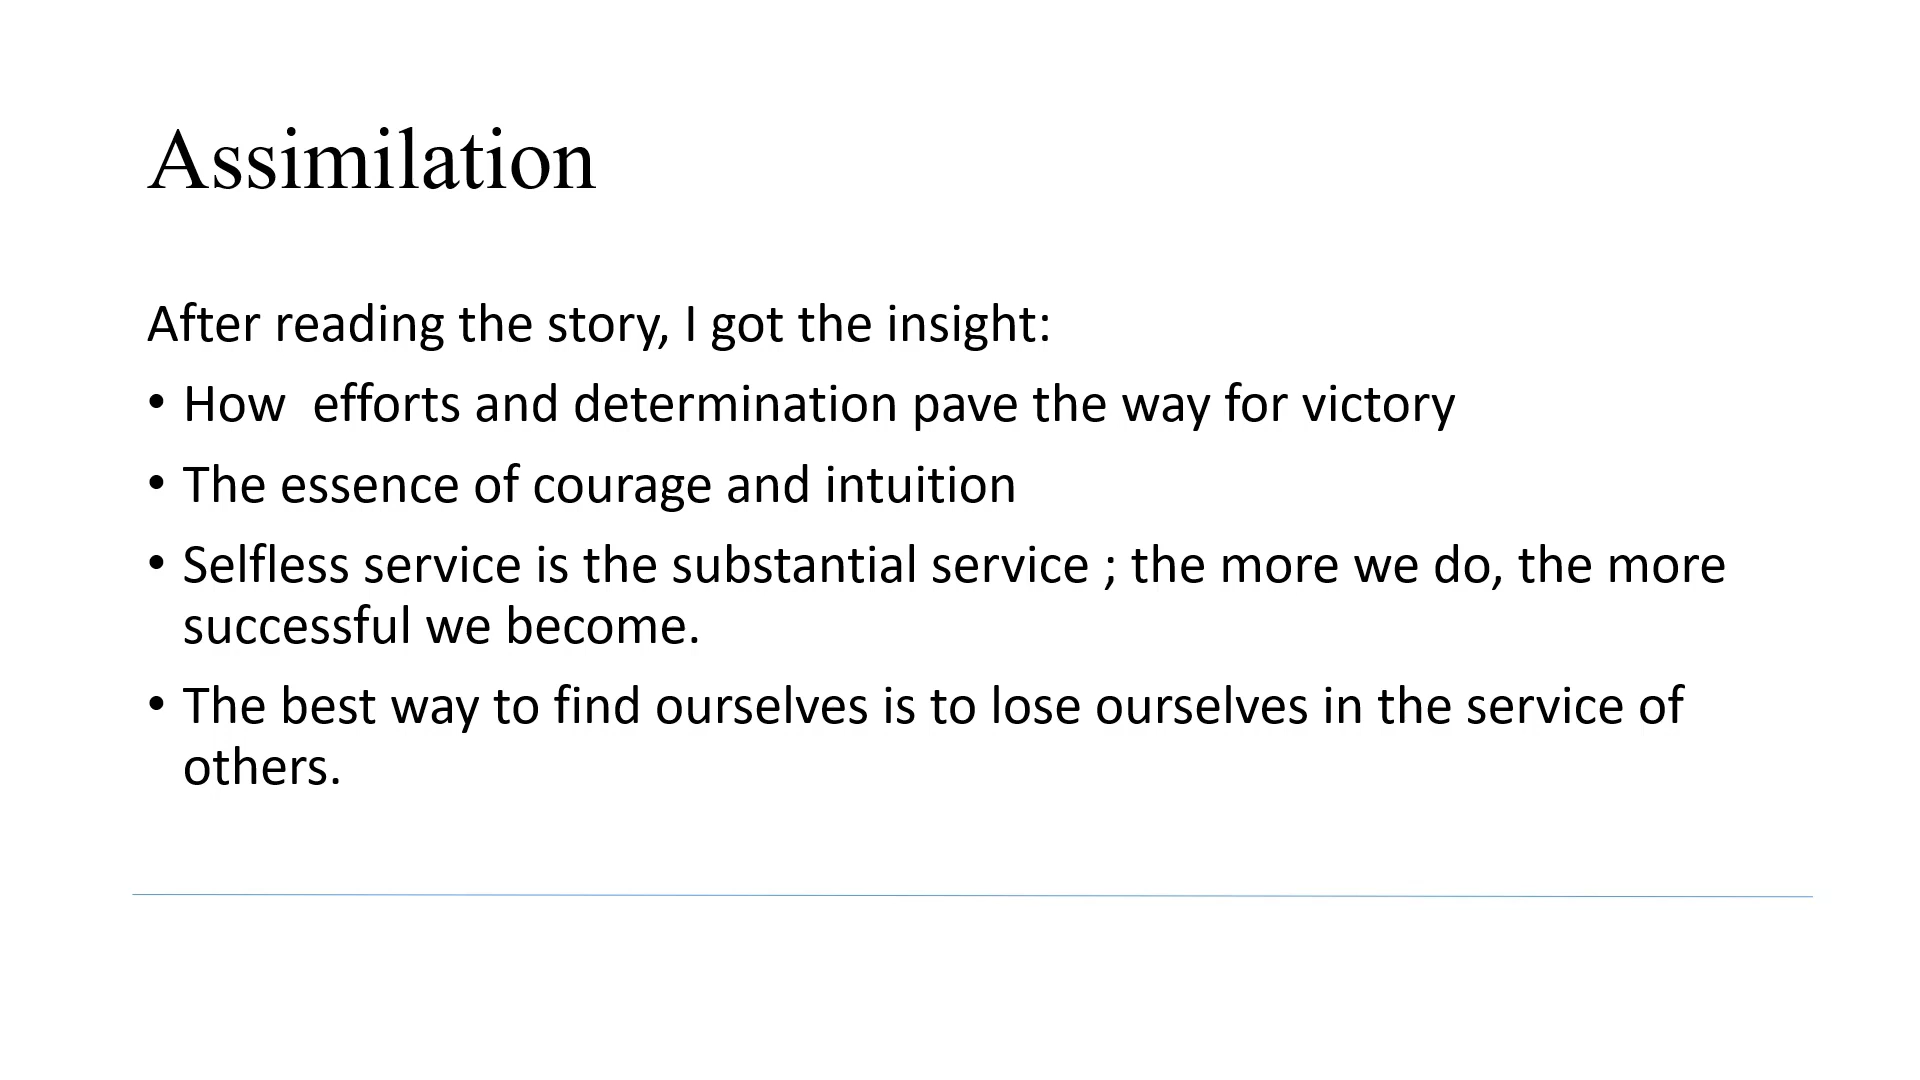 Assimilation
After reading the story, I got the insight:
• How  efforts and determination pave the way for victory
• The essence of courage and intuition
• Selfless service is the substantial service ; the more we do, the more
successful we become.
• The best way to find ourselves is to lose ourselves in the service of
others.